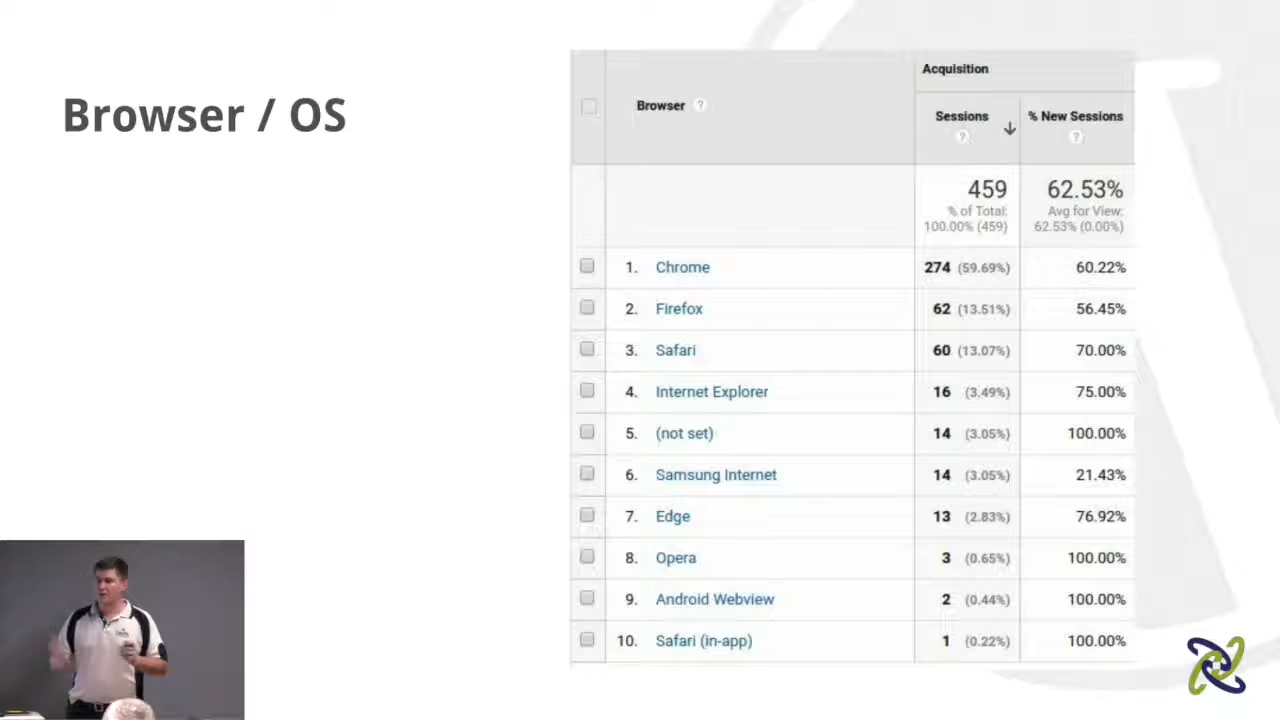 Browser / OS
Acquisition
Browser ?
Sessions
% New Sessions
?
?
459
62.53%
% of Total:
Avg for View:
100.00% (459)
62.53% (0.00%)
1. Chrome 274 (59.69%) 60.22%
2. Firefox 62 (13.51%) 56.45%
3. Safari 60 (13.07%) 70.00%
4. Internet Explorer 16 (3.49%) 75.00%
5. (not set) 14 (3.05%) 100.00%
6. Samsung Internet 14 (3.05%) 21.43%
7. Edge 13 (2.83%) 76.92%
8. Opera 3 (0.65%) 100.00%
9. Android Webview 2 (0.44%) 100.00%
10. Safari (in-app) 1 (0.22%) 100.00%